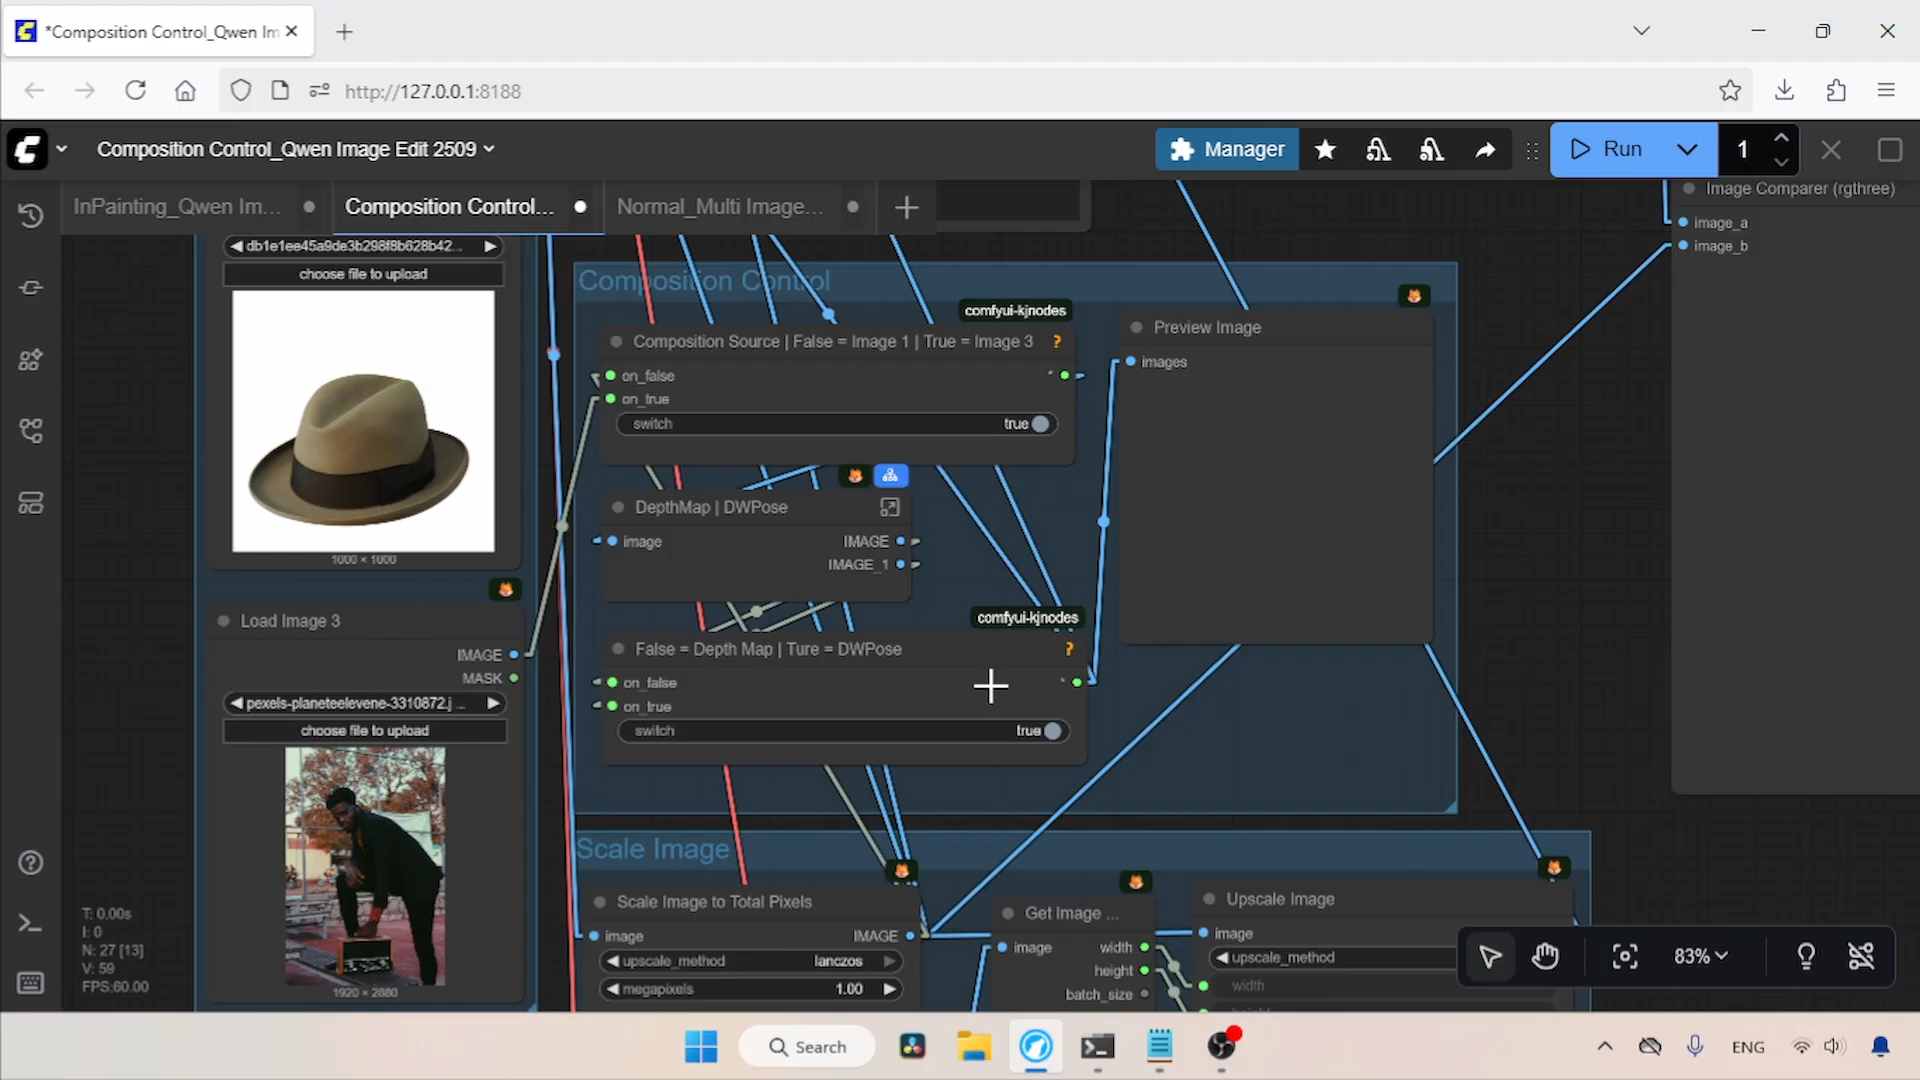 *Composition Control_Qwen Im
http://127.0.0.1:8188
Composition Control_Qwen Image Edit 2509
Manager
Run
1
InPainting_Qwen Im...
Composition Control...
Normal_Multi Image...
Image Comparer (rgthree)
image_a
image_b
db1e1ee45a9de3b298f8b628b42...
choose file to upload
1000 × 1000
Load Image 3
IMAGE
MASK
pexels-planeteelevene-3310872.j ...
choose file to upload
1920 × 2880
Composition Control
comfyui-kjnodes
Composition Source | False = Image 1 | True = Image 3
?
on_false
on_true
switch
true
DepthMap | DWPose
image
IMAGE
IMAGE_1
comfyui-kjnodes
False = Depth Map | Ture = DWPose
?
on_false
on_true
switch
true
Preview Image
images
Scale Image
Scale Image to Total Pixels
image
IMAGE
upscale_method
lanczos
megapixels
1.00
Get Image ...
image
width
height
batch_size
Upscale Image
image
upscale_method
width
T: 0.00s
I: 0
N: 27 [13]
V: 59
FPS:60.00
83%
Search
ENG